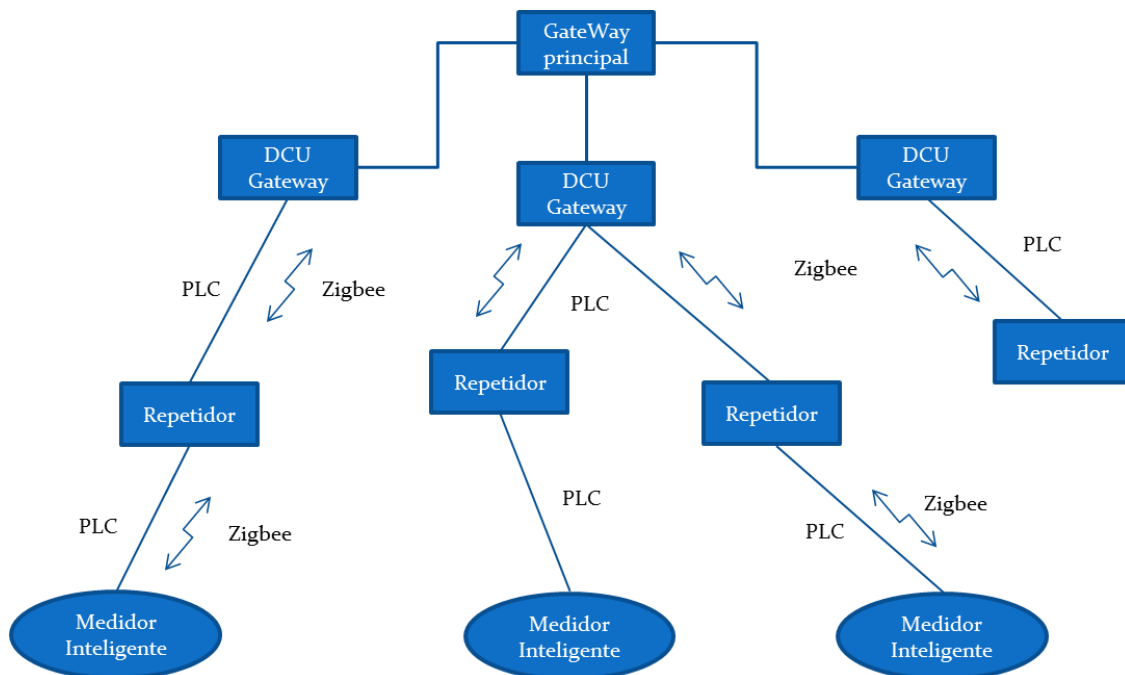 GateWay
principal
DCU
Gateway
DCU
Gateway
DCU
Gateway
PLC
Zigbee
PLC
Zigbee
PLC
Repetidor
Repetidor
Repetidor
Repetidor
PLC
Zigbee
PLC
PLC
Zigbee
Medidor
Inteligente
Medidor
Inteligente
Medidor
Inteligente